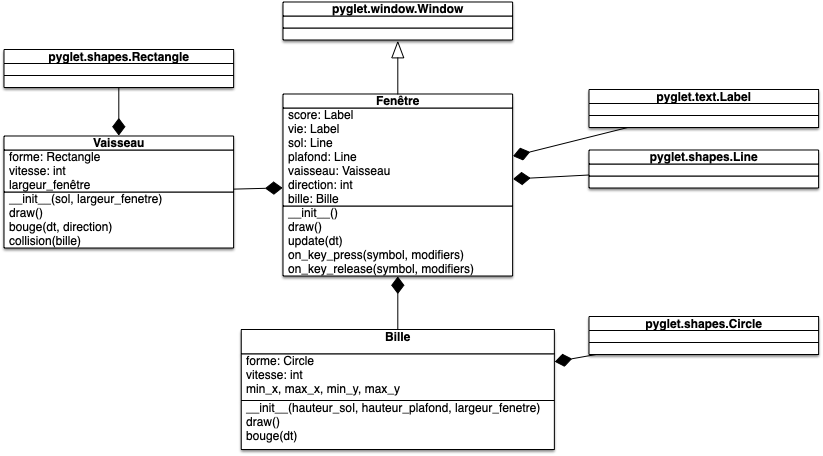 pyglet.window.Window
pyglet.shapes.Rectangle
Vaisseau
forme: Rectangle
vitesse: int
largeur_fenêtre
__init__(sol, largeur_fenetre)
draw()
bouge(dt, direction)
collision(bille)
Fenêtre
score: Label
vie: Label
sol: Line
plafond: Line
vaisseau: Vaisseau
direction: int
bille: Bille
__init__()
draw()
update(dt)
on_key_press(symbol, modifiers)
on_key_release(symbol, modifiers)
pyglet.text.Label
pyglet.shapes.Line
Bille
forme: Circle
vitesse: int
min_x, max_x, min_y, max_y
__init__(hauteur_sol, hauteur_plafond, largeur_fenetre)
draw()
bouge(dt)
pyglet.shapes.Circle